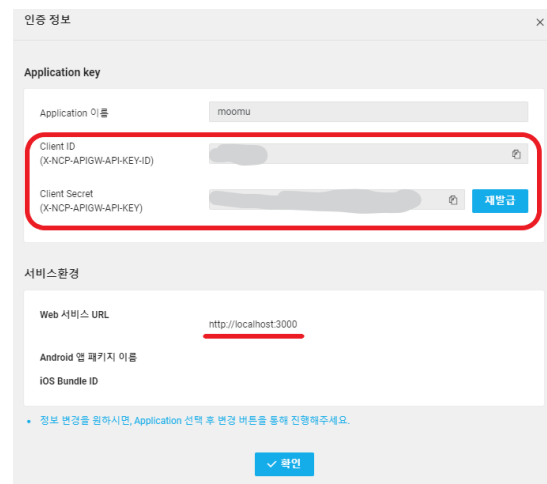 인증 정보
×
Application key
Application 이름
moomu
Client ID
(X-NCP-APIGW-API-KEY-ID)
Client Secret
(X-NCP-APIGW-API-KEY)
재발급
서비스환경
Web 서비스 URL
http://localhost:3000
Android 앱 패키지 이름
iOS Bundle ID
정보 변경을 원하시면, Application 선택 후 변경 버튼을 통해 진행해주세요.
확인